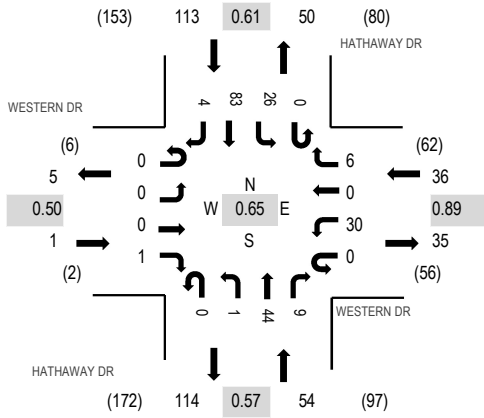 (153) 113 0.61 50 (80)
HATHAWAY DR
WESTERN DR
4 83 26 0
(6) (62)
5 0 6 36
0 N 0
0.50 W 0.65 E 0.89
0 S 30
1 1 0 35
(2) (56)
0 1 44 9
WESTERN DR
HATHAWAY DR
(172) 114 0.57 54 (97)